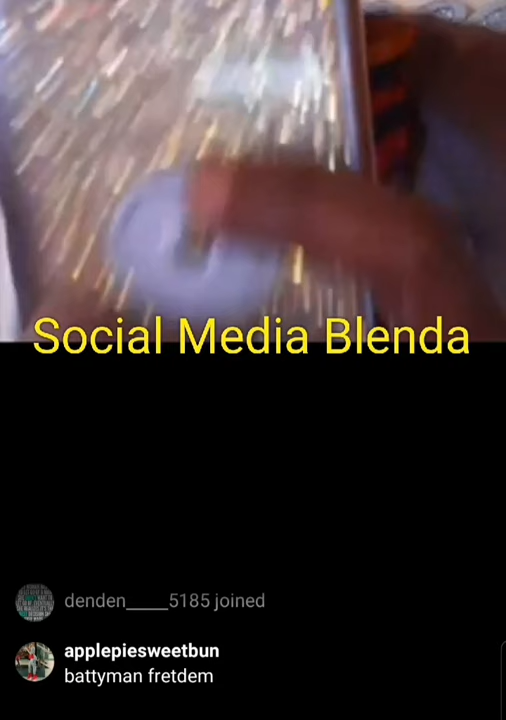 Social Media Blenda
denden_____5185 joined
applepiesweetbun
battyman fretdem